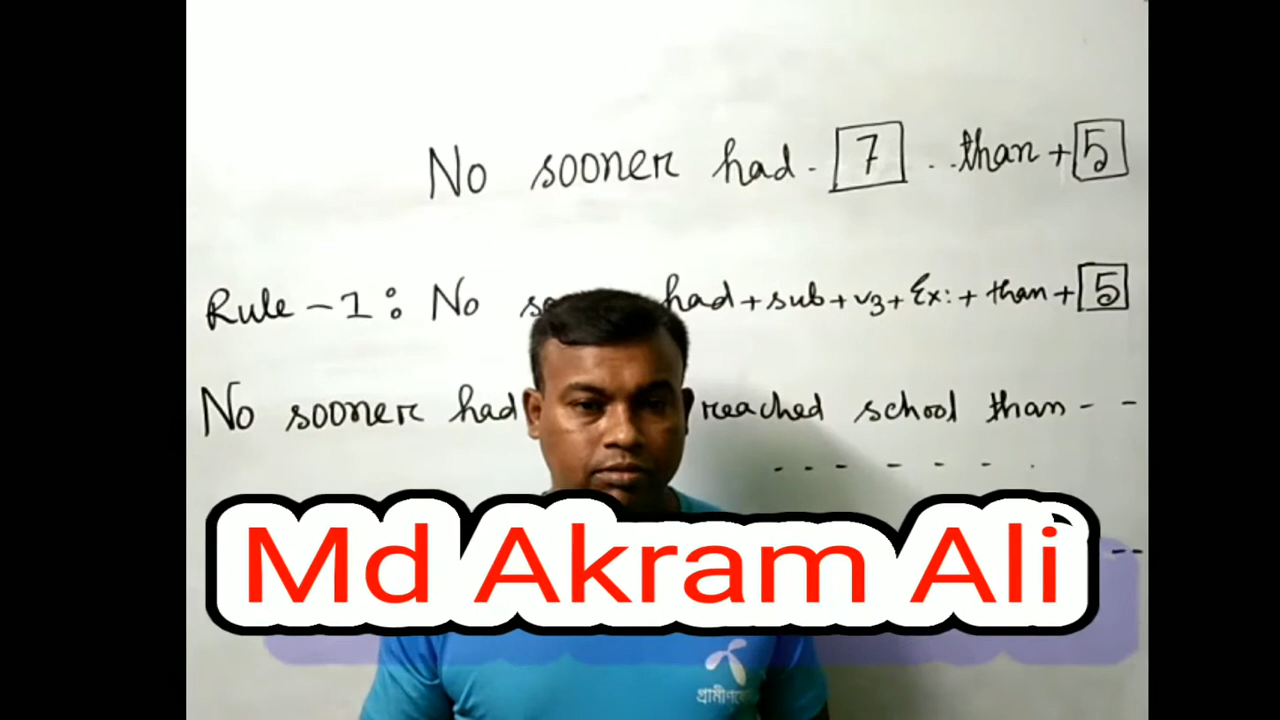 No sooner had . 7 .. than + 5
Rule - 1 : No had + sub + v3 + Ex: + than + 5
No sooner had reached school than - -
- - - - - - .
Md Akram Ali
--